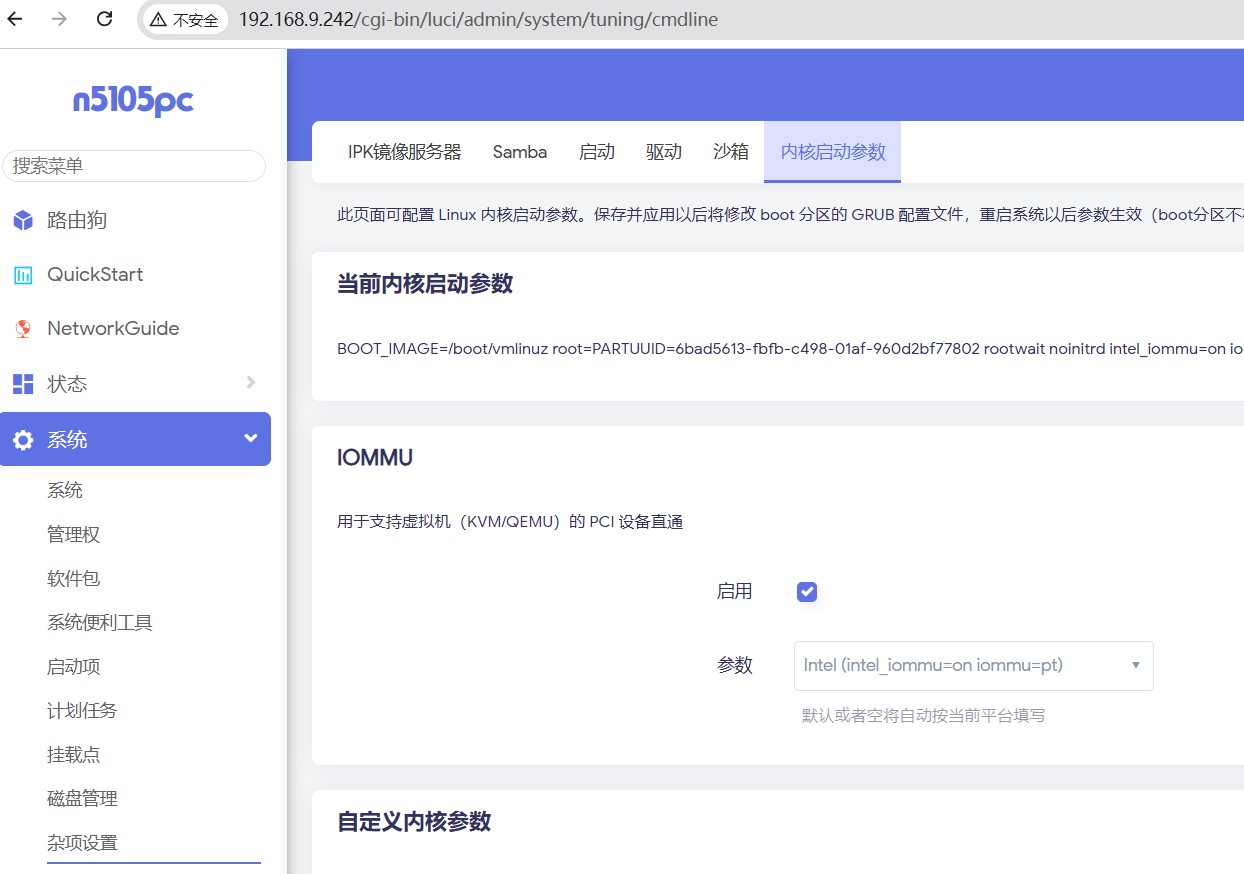 不安全 192.168.9.242/cgi-bin/luci/admin/system/tuning/cmdline
n5105pc
搜索菜单
路由狗
QuickStart
NetworkGuide
状态
系统
系统
管理权
软件包
系统便利工具
启动项
计划任务
挂载点
磁盘管理
杂项设置
IPK镜像服务器 Samba 启动 驱动 沙箱 内核启动参数
此页面可配置 Linux 内核启动参数。保存并应用以后将修改 boot 分区的 GRUB 配置文件，重启系统以后参数生效（boot分区不
当前内核启动参数
BOOT_IMAGE=/boot/vmlinuz root=PARTUUID=6bad5613-fbfb-c498-01af-960d2bf77802 rootwait noinitrd intel_iommu=on io
IOMMU
用于支持虚拟机（KVM/QEMU）的 PCI 设备直通
启用
参数 Intel (intel_iommu=on iommu=pt)
默认或者空将自动按当前平台填写
自定义内核参数